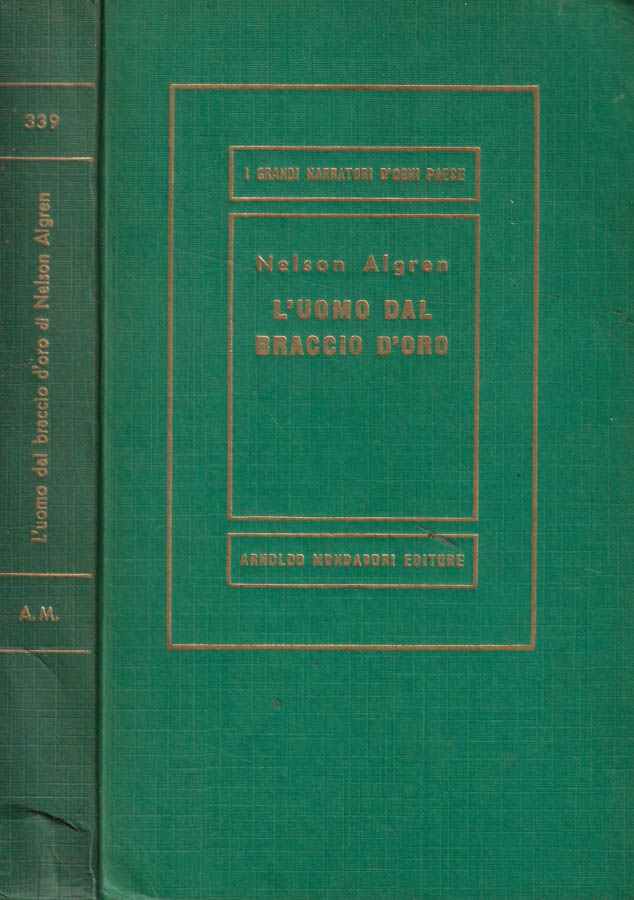 339
L'uomo dal braccio d'oro di Nelson Algren
A.M.
I GRANDI NARRATORI D'OGNI PAESE
Nelson Algren
L'UOMO DAL
BRACCIO D'ORO
ARNOLDO MONDADORI EDITORE